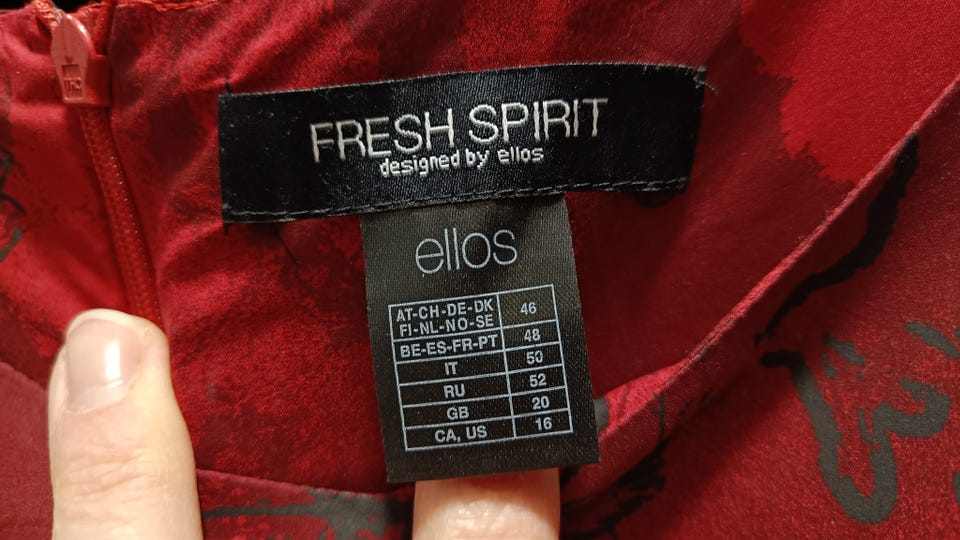 FRESH SPIRIT
designed by ellos
ellos
AT-CH-DE-DK
FI-NL-NO-SE 46
BE-ES-FR-PT 48
IT 50
RU 52
GB 20
CA, US 16